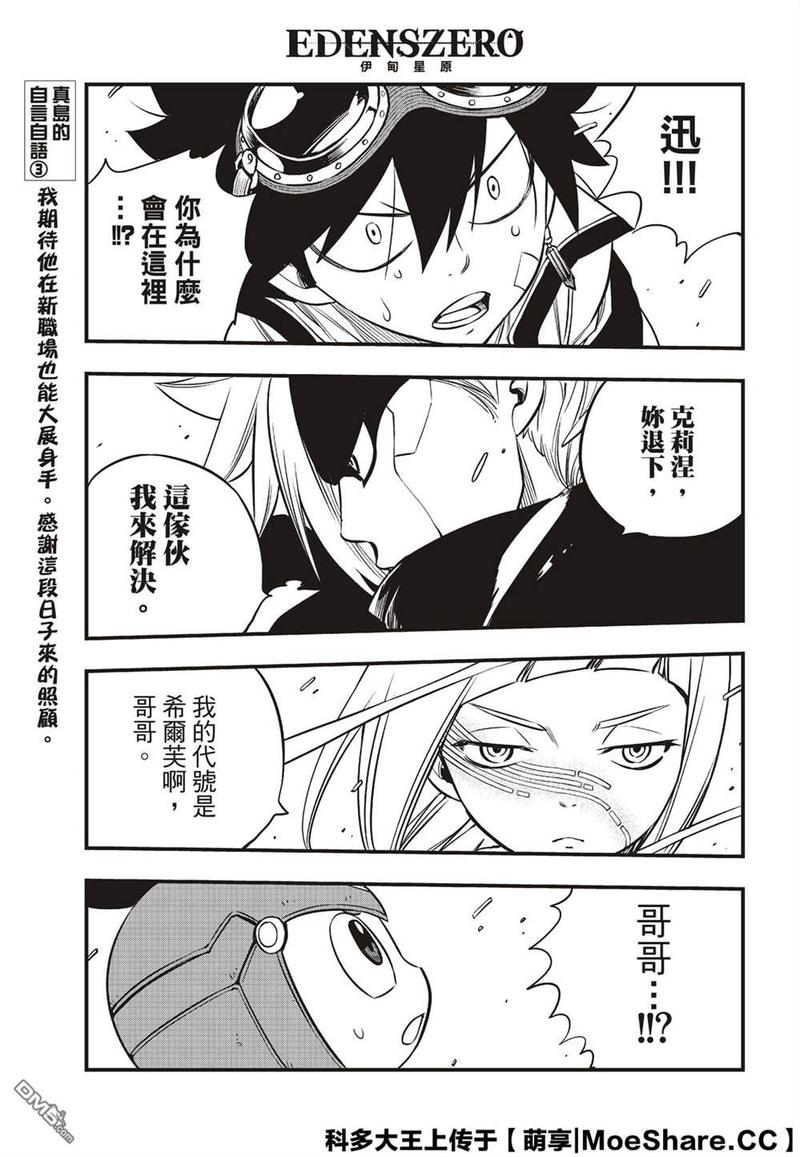 EDENSZERO
伊甸星原
真島的
自言自語③
我期待他在新職場也能大展身手。感謝這段日子來的照顧。
迅!!!
你為什麼
會在這裡
…!!?
克莉涅，
妳退下，
這傢伙
我來解決。
我的代號是
希爾芙啊，
哥哥。
哥哥…
!!?
DM5.com
科多大王上传于【萌享|MoeShare.CC】